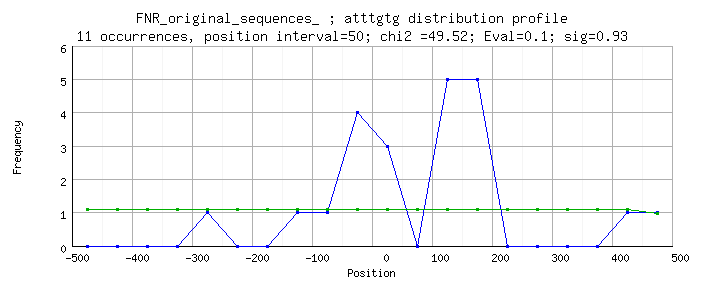 FNR_original_sequences_ ; atttgtg distribution profile
11 occurrences, position interval=50; chi2 =49.52; Eval=0.1; sig=0.93
Frequency
6
5
4
3
2
1
0
-500 -400 -300 -200 -100 0 100 200 300 400 500
Position